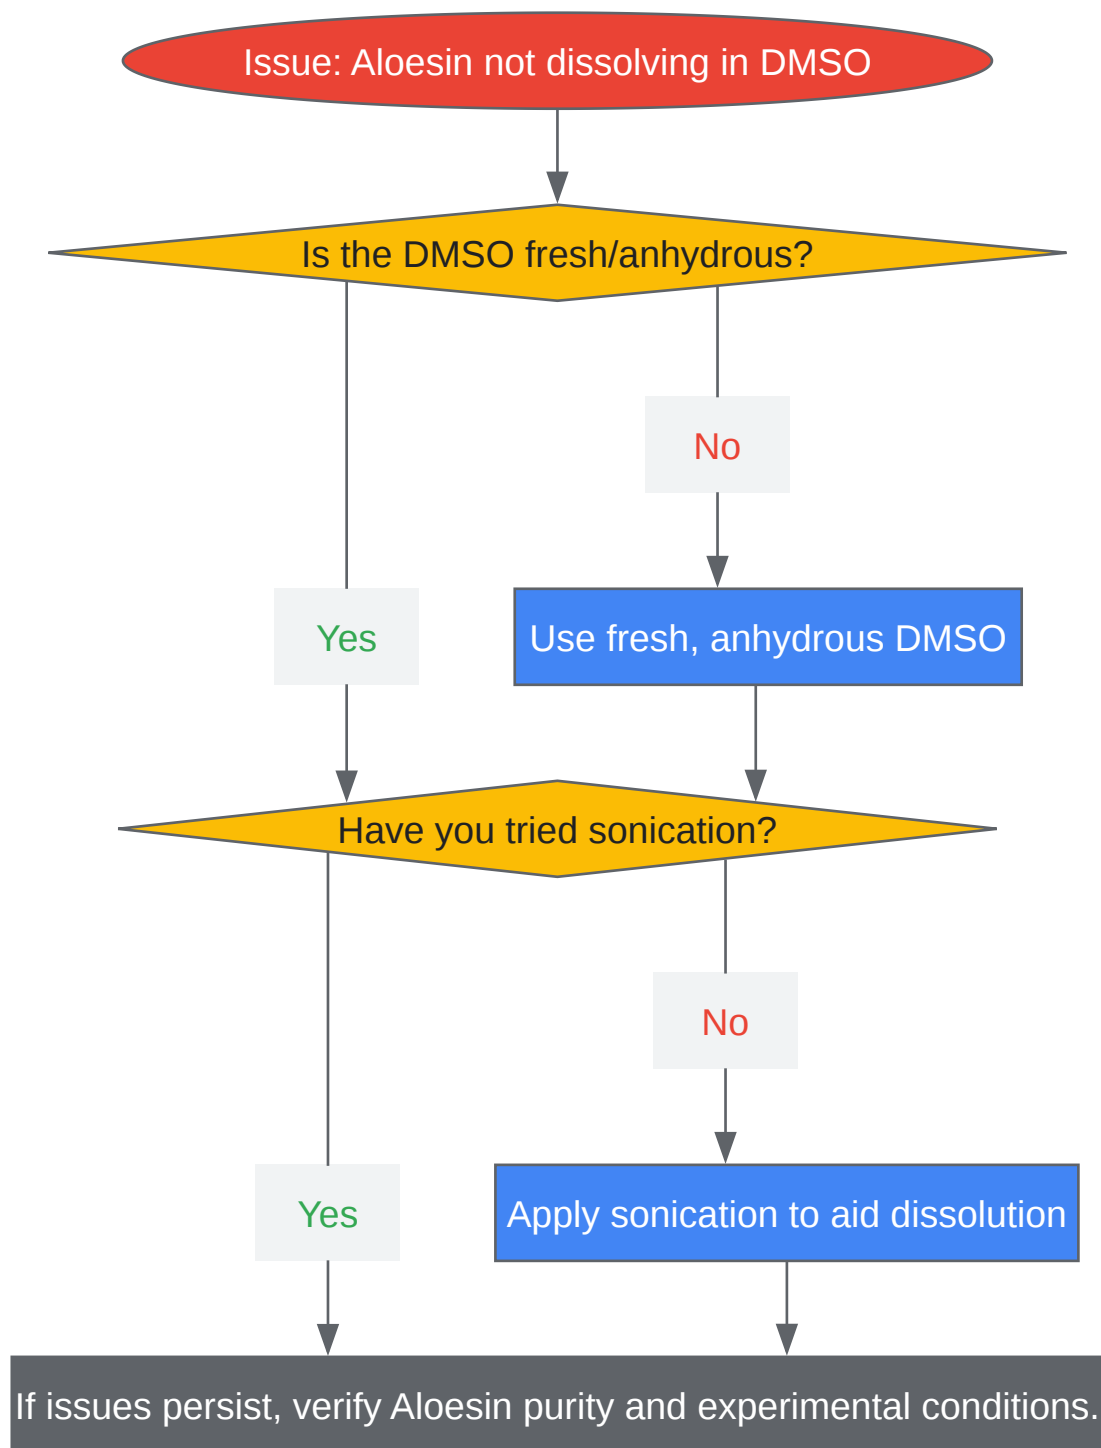 Issue: Aloesin not dissolving in DMSO
Is the DMSO fresh/anhydrous?
No
Yes
Use fresh, anhydrous DMSO
Have you tried sonication?
No
Yes
Apply sonication to aid dissolution
If issues persist, verify Aloesin purity and experimental conditions.